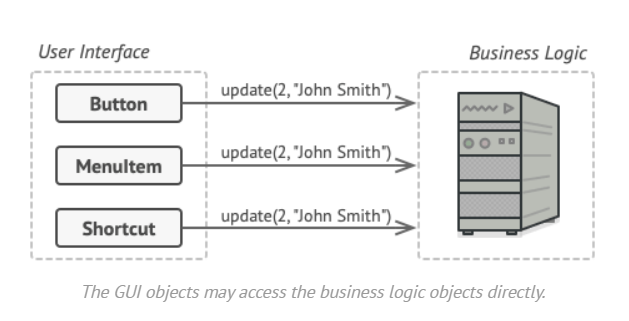 User Interface
Business Logic
Button
update(2, "John Smith")
MenuItem
update(2, "John Smith")
Shortcut
update(2, "John Smith")
The GUI objects may access the business logic objects directly.